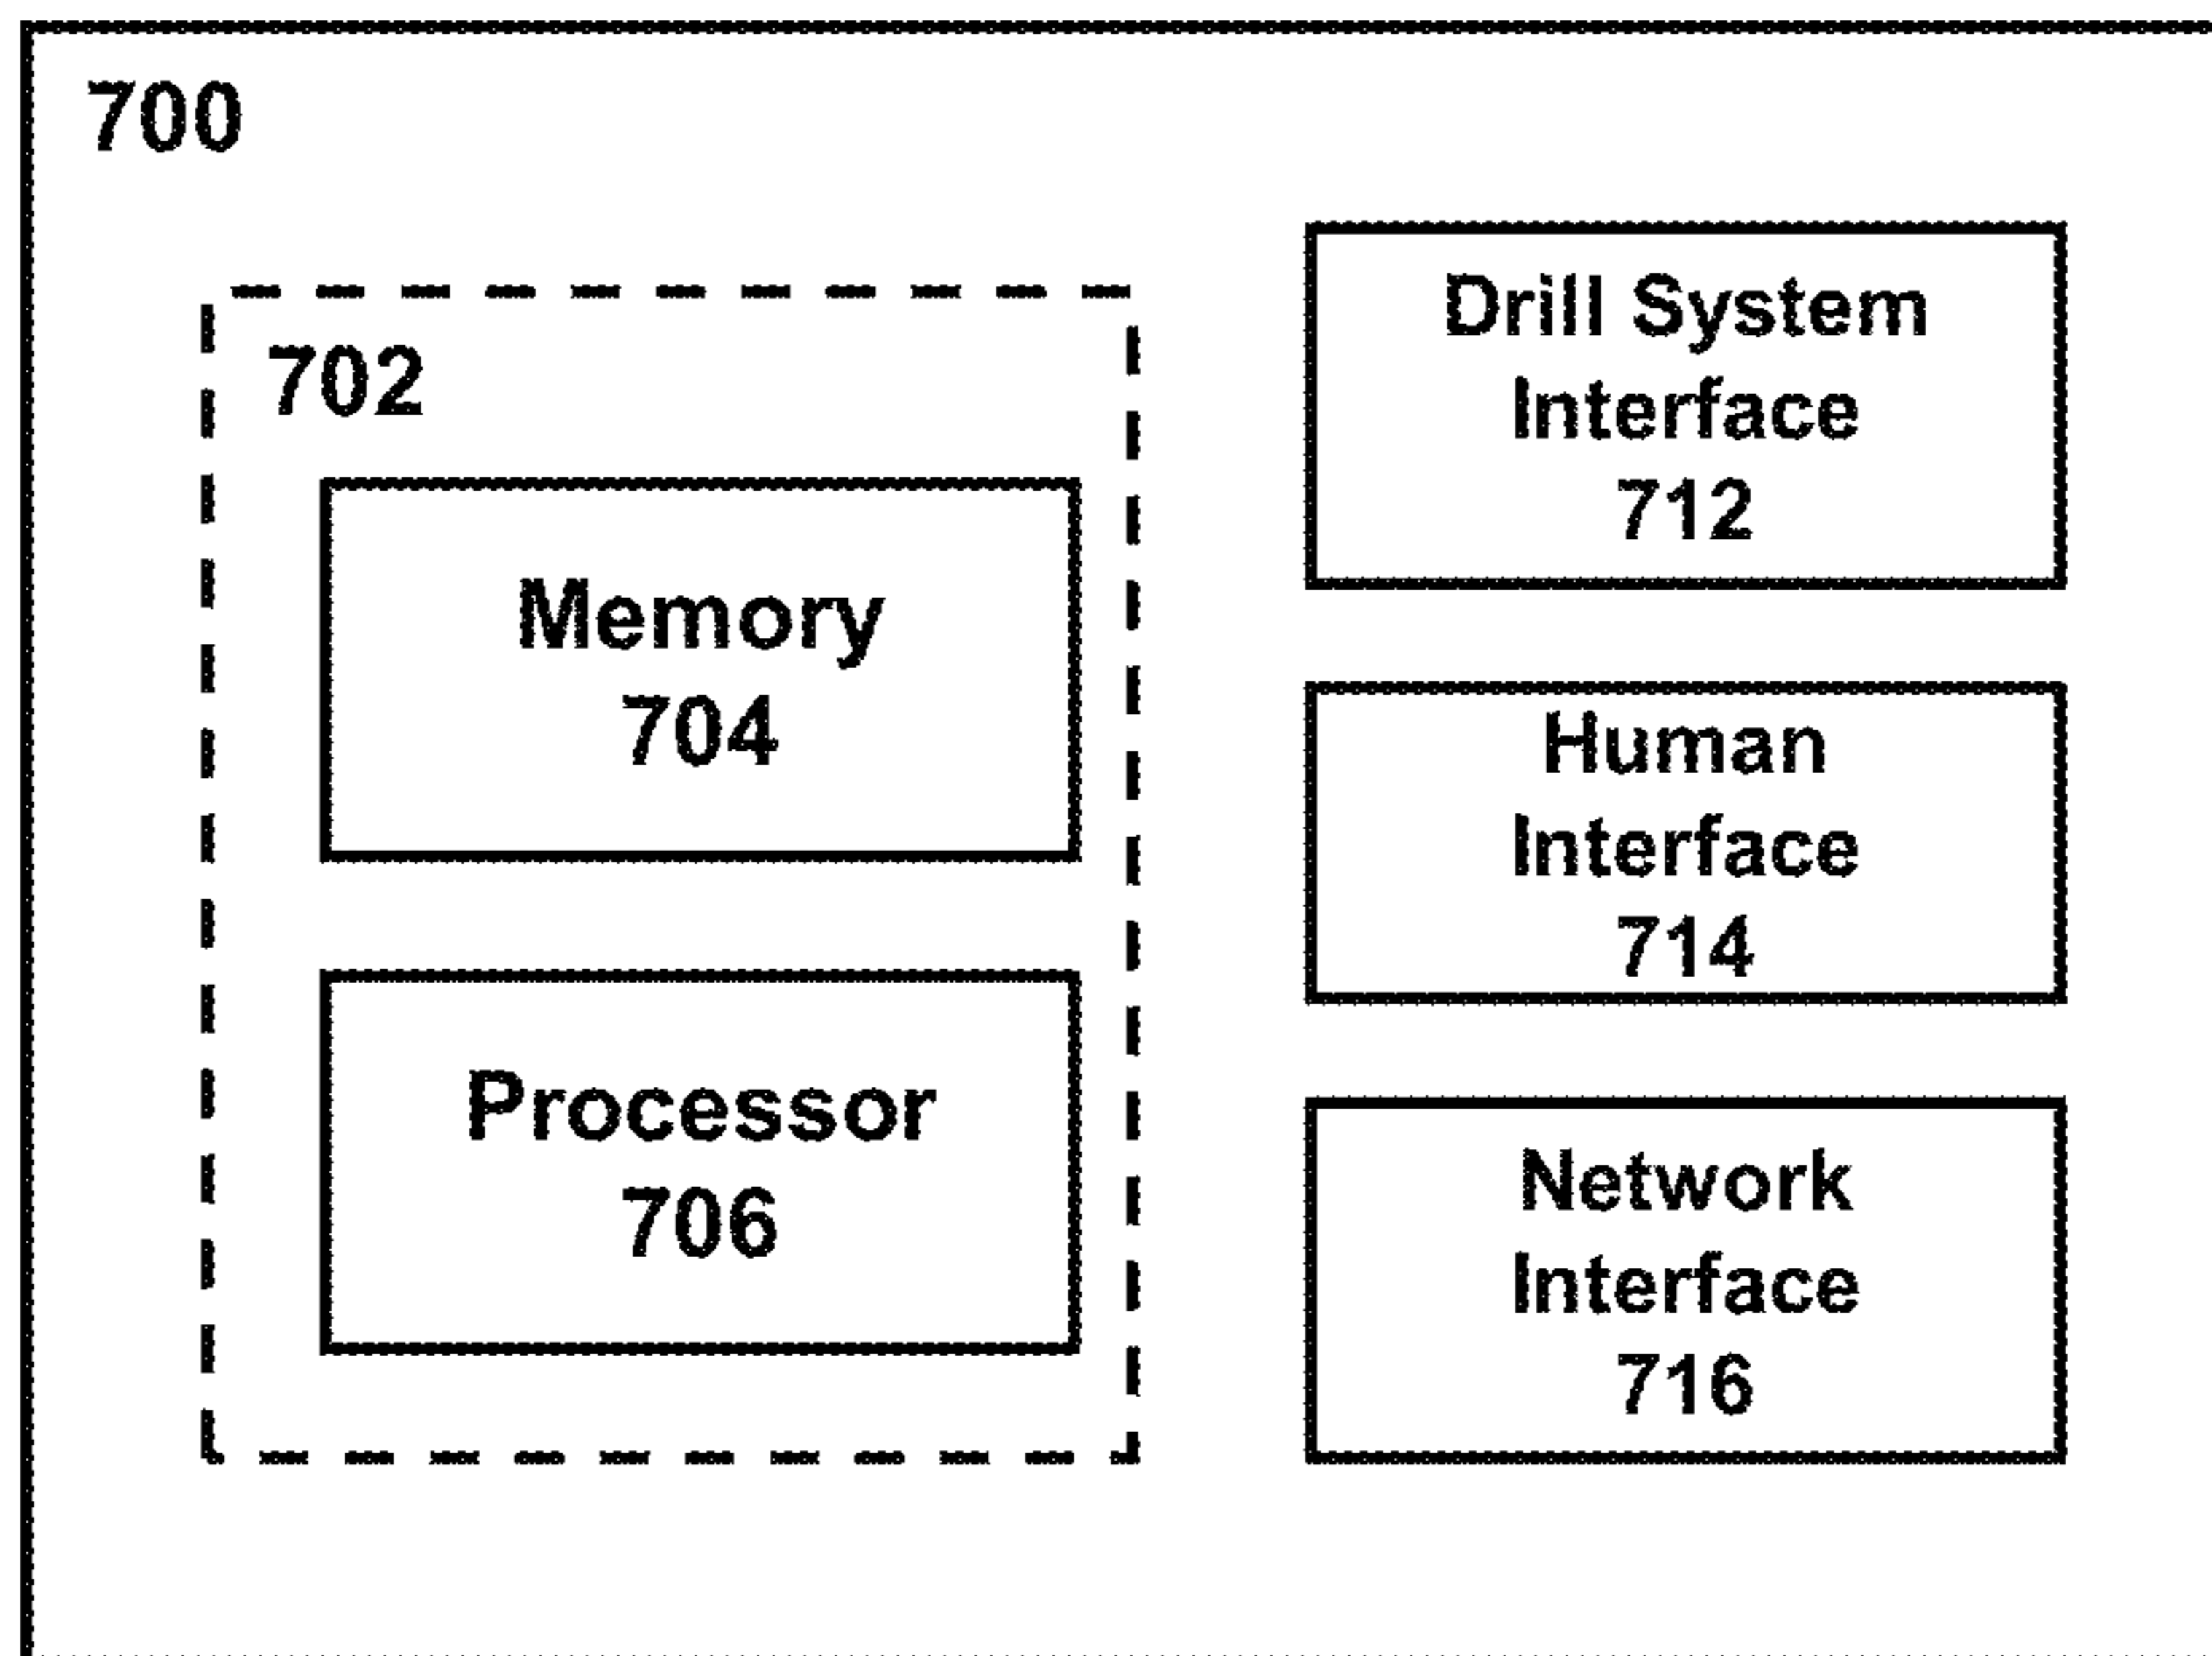 700
702
Memory
704
Processor
706
Drill System
Interface
712
Human
Interface
714
Network
Interface
716